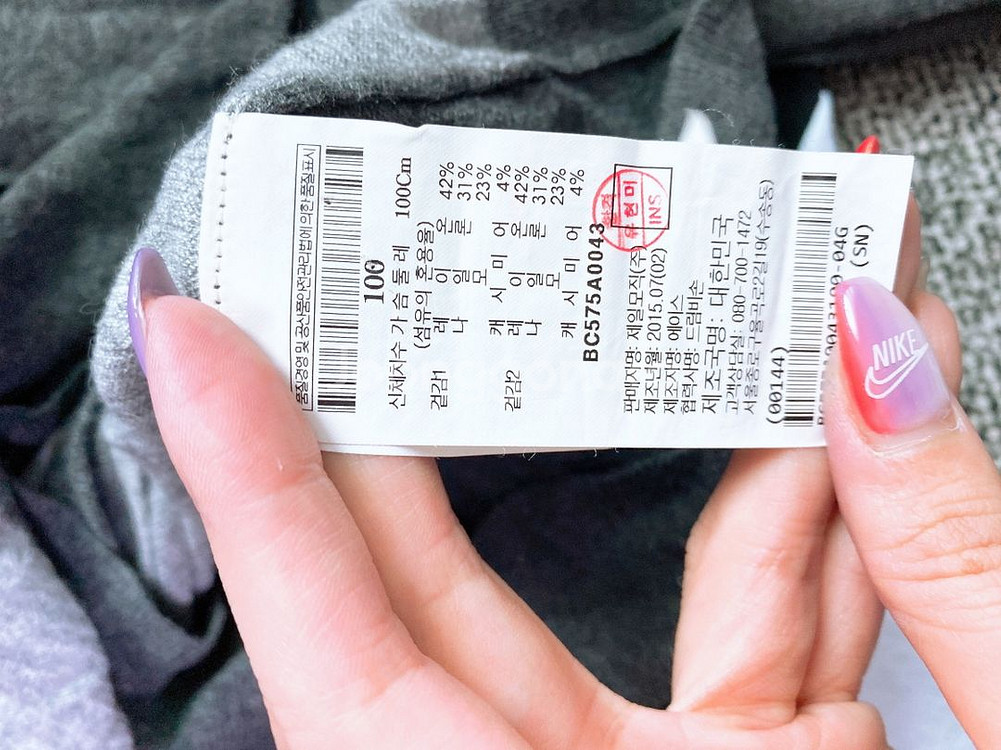 품질경영 및 공산품안전관리법에 의한 품질표시
100
신체치수 가 슴 둘 레 100Cm
(섬유의 혼용율)
겉감1 레 이 온 42%
나 일 론 31%
모 23%
캐 시 미 어 4%
겉감2 레 이 온 42%
나 일 론 31%
모 23%
캐 시 미 어 4%
BC575A0043
유현미
INS
판매자명: 제일모직(주)
제조년월: 2015.07(02)
제조자명: 에이스
협력사명: 드림비손
제조국명: 대한민국
고객상담실: 080-700-1472
서울종로구율곡로2길19(수송동)
(00144)
(SN)
NIKE